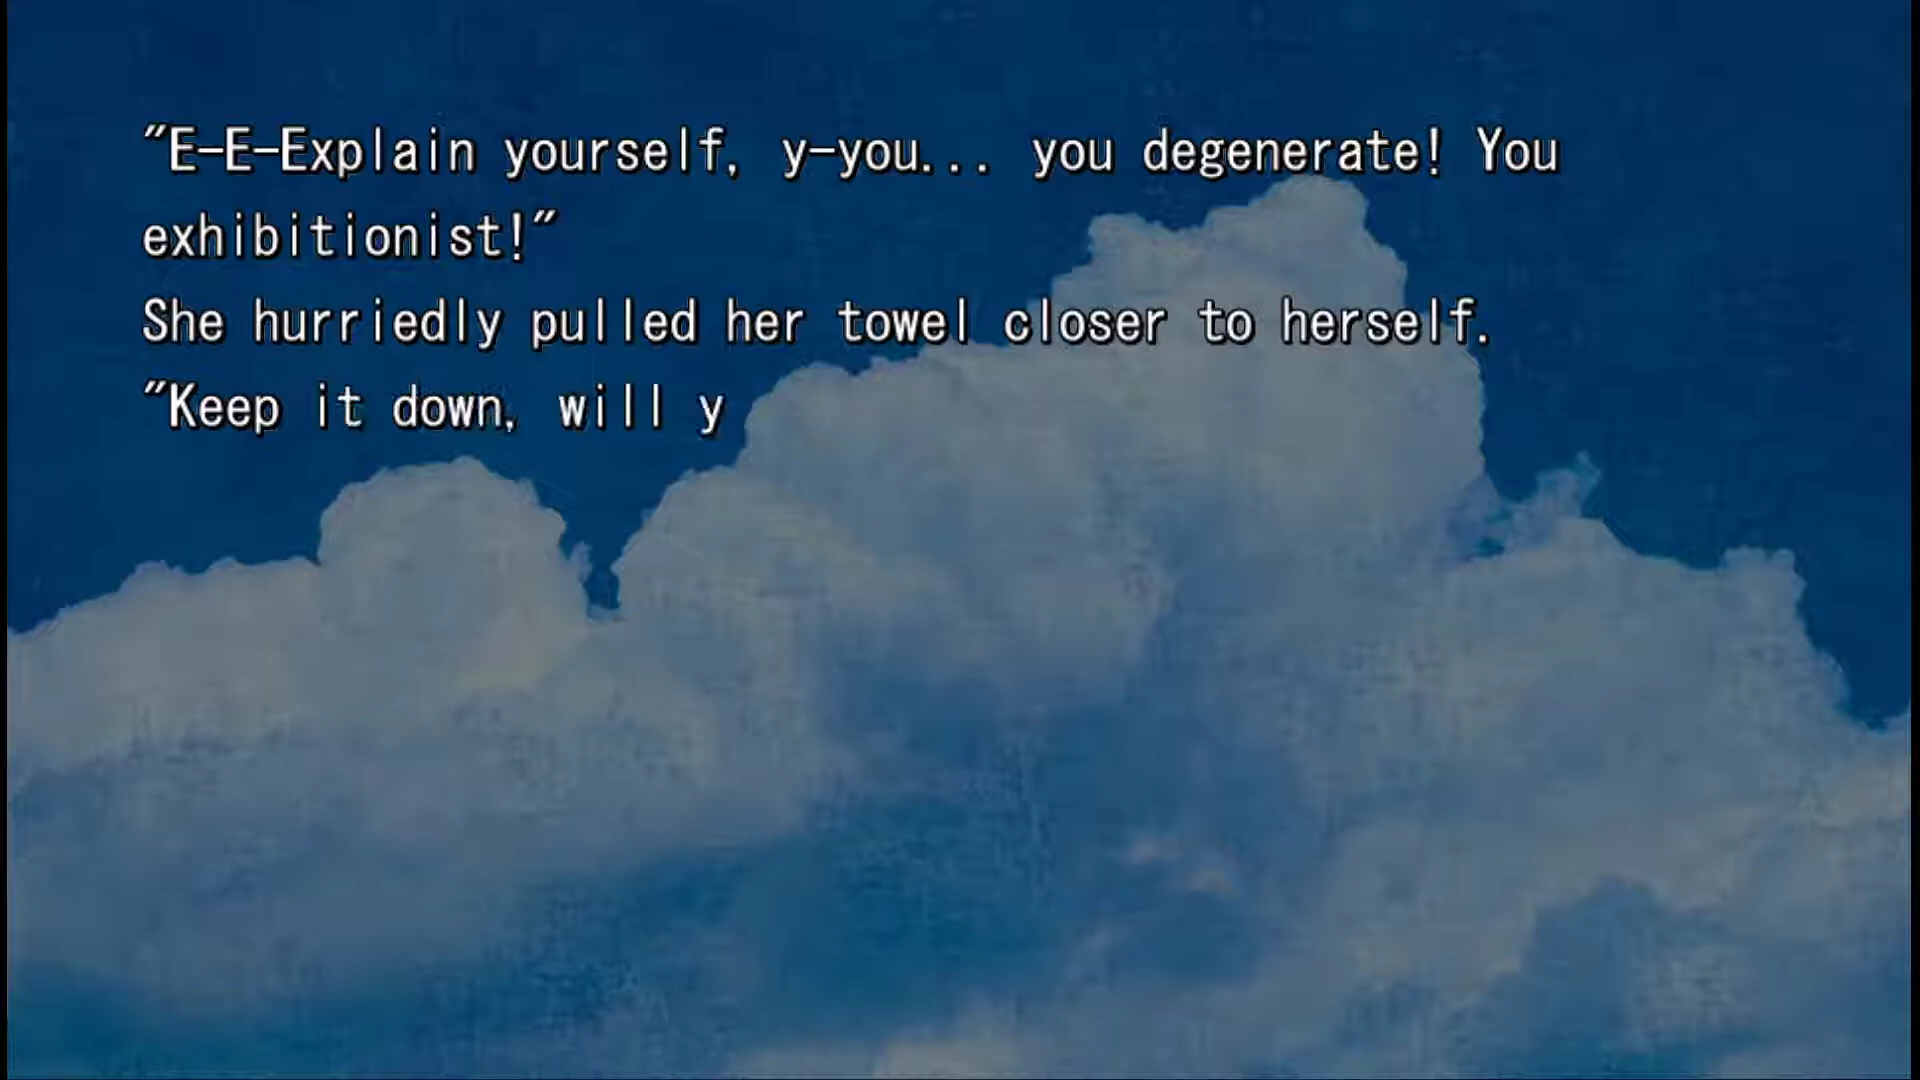 "E-E-Explain yourself, y-you... you degenerate! You
exhibitionist!"
She hurriedly pulled her towel closer to herself.
"Keep it down, will y